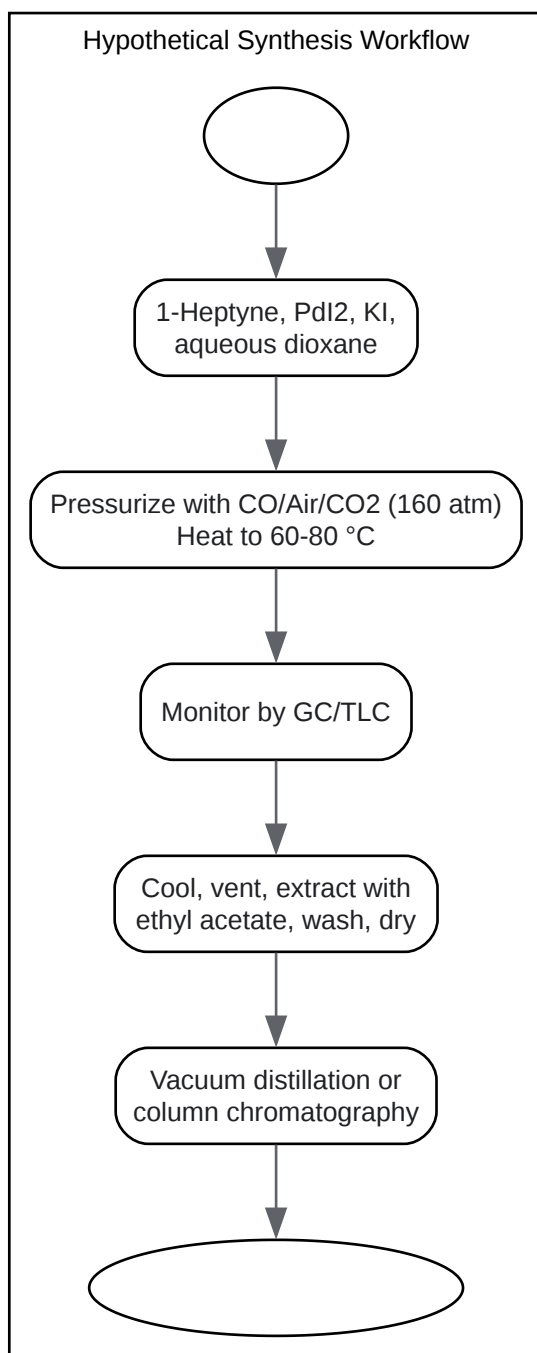 Hypothetical Synthesis Workflow
1-Heptyne, PdI2, KI,
aqueous dioxane
Pressurize with CO/Air/CO2 (160 atm)
Heat to 60-80 °C
Monitor by GC/TLC
Cool, vent, extract with
ethyl acetate, wash, dry
Vacuum distillation or
column chromatography